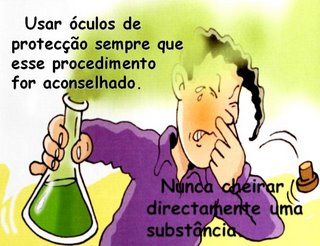 Usar óculos de
protecção sempre que
esse procedimento
for aconselhado.
Nunca cheirar
directamente uma
substância.